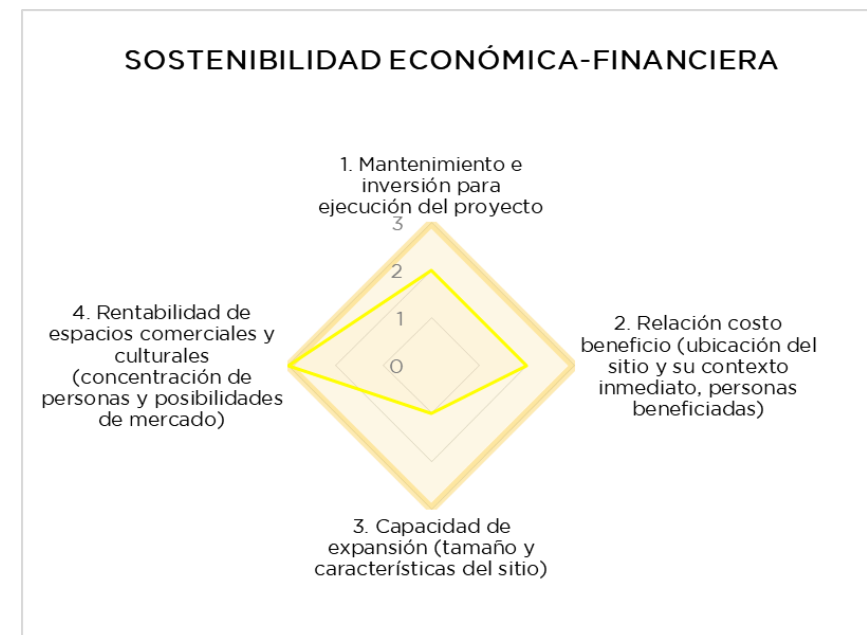 SOSTENIBILIDAD ECONÓMICA-FINANCIERA
1. Mantenimiento e
inversión para
ejecución del proyecto
3
2
1
0
4. Rentabilidad de
espacios comerciales y
culturales
(concentración de
personas y posibilidades
de mercado)
2. Relación costo
beneficio (ubicación del
sitio y su contexto
inmediato, personas
beneficiadas)
3. Capacidad de
expansión (tamaño y
características del sitio)